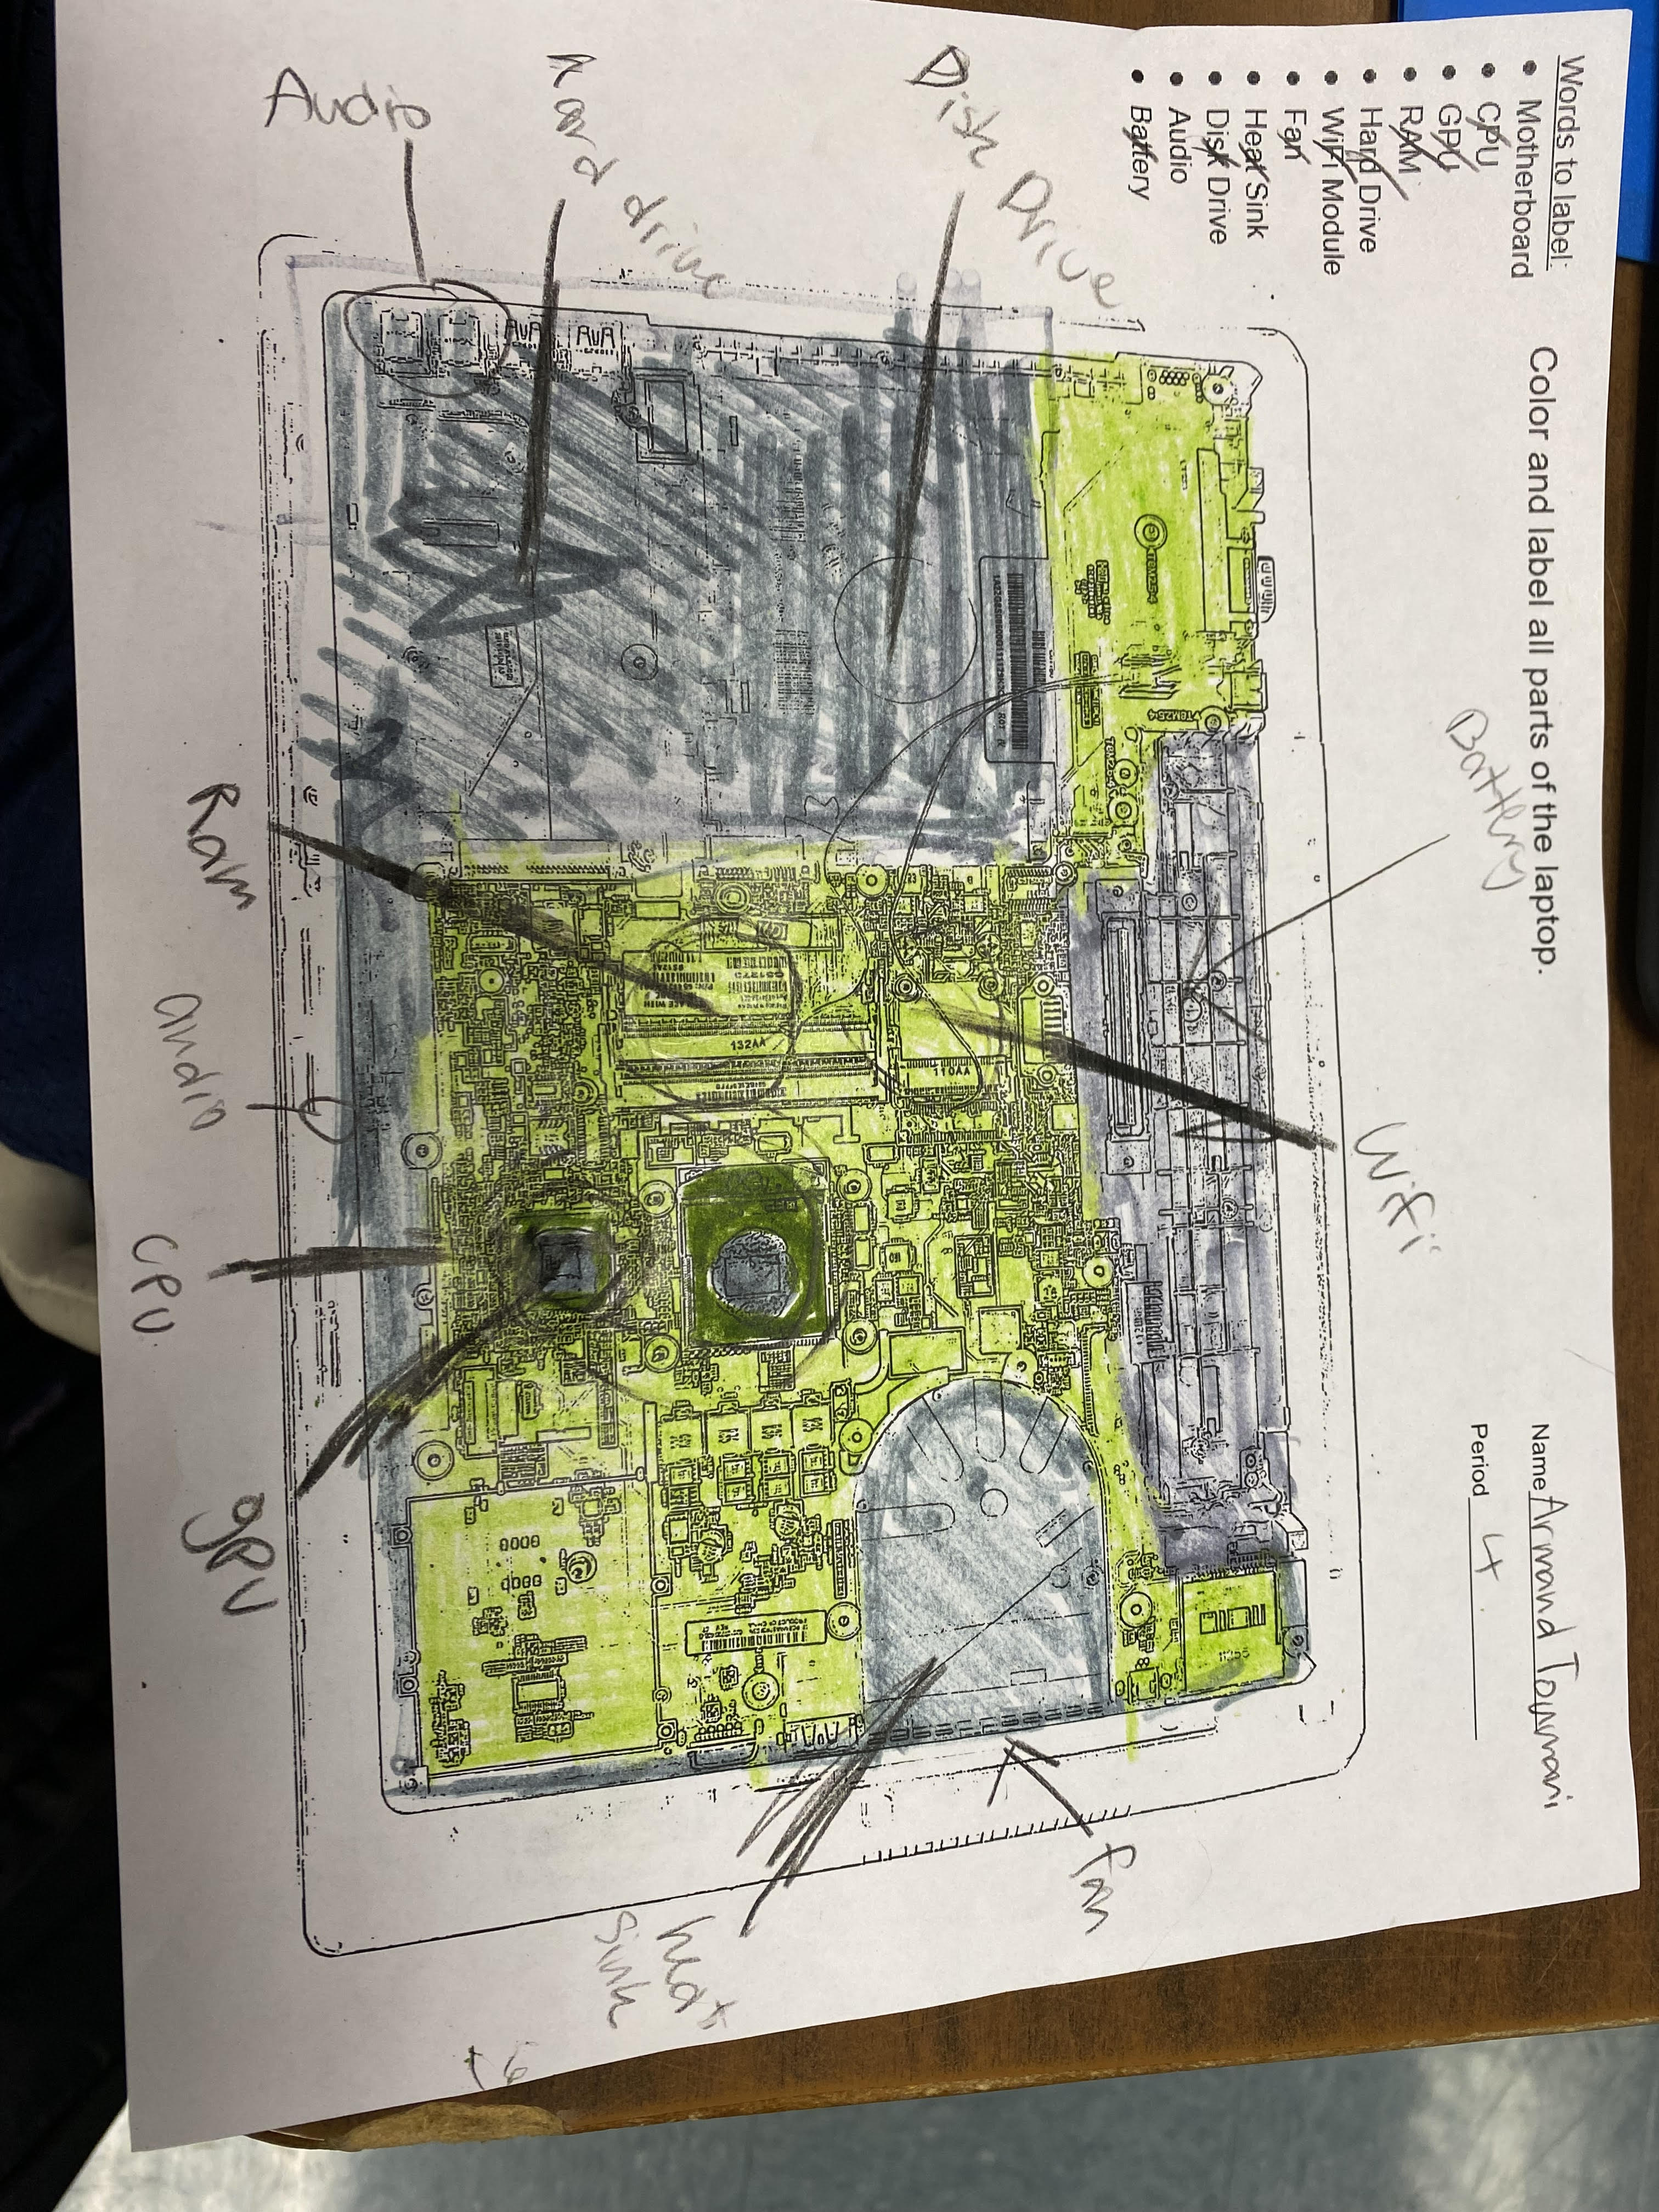 Words to label:
• Motherboard
• CPU
• GPU
• RAM
• Hard Drive
• Wifi Module
• Fan
• Heat Sink
• Disk Drive
• Audio
• Battery
Color and label all parts of the laptop.
Name Armand Toumani
Period 4
Battery
Wifi
Disk Drive
Hard drive
Audio
Ram
audio
CPU
gPU
fan
heat
sink
132AA
110AA